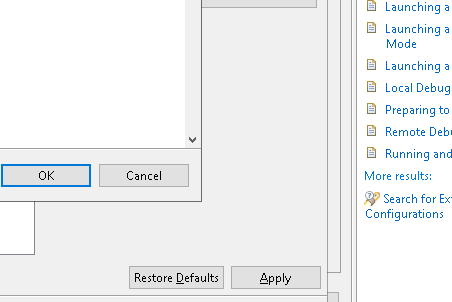 Launching a
Launching a
Mode
Launching a
Local Debug
Preparing to
Remote Deb
Running and
More results:
Search for Ex
Configurations
OK
Cancel
Restore Defaults
Apply